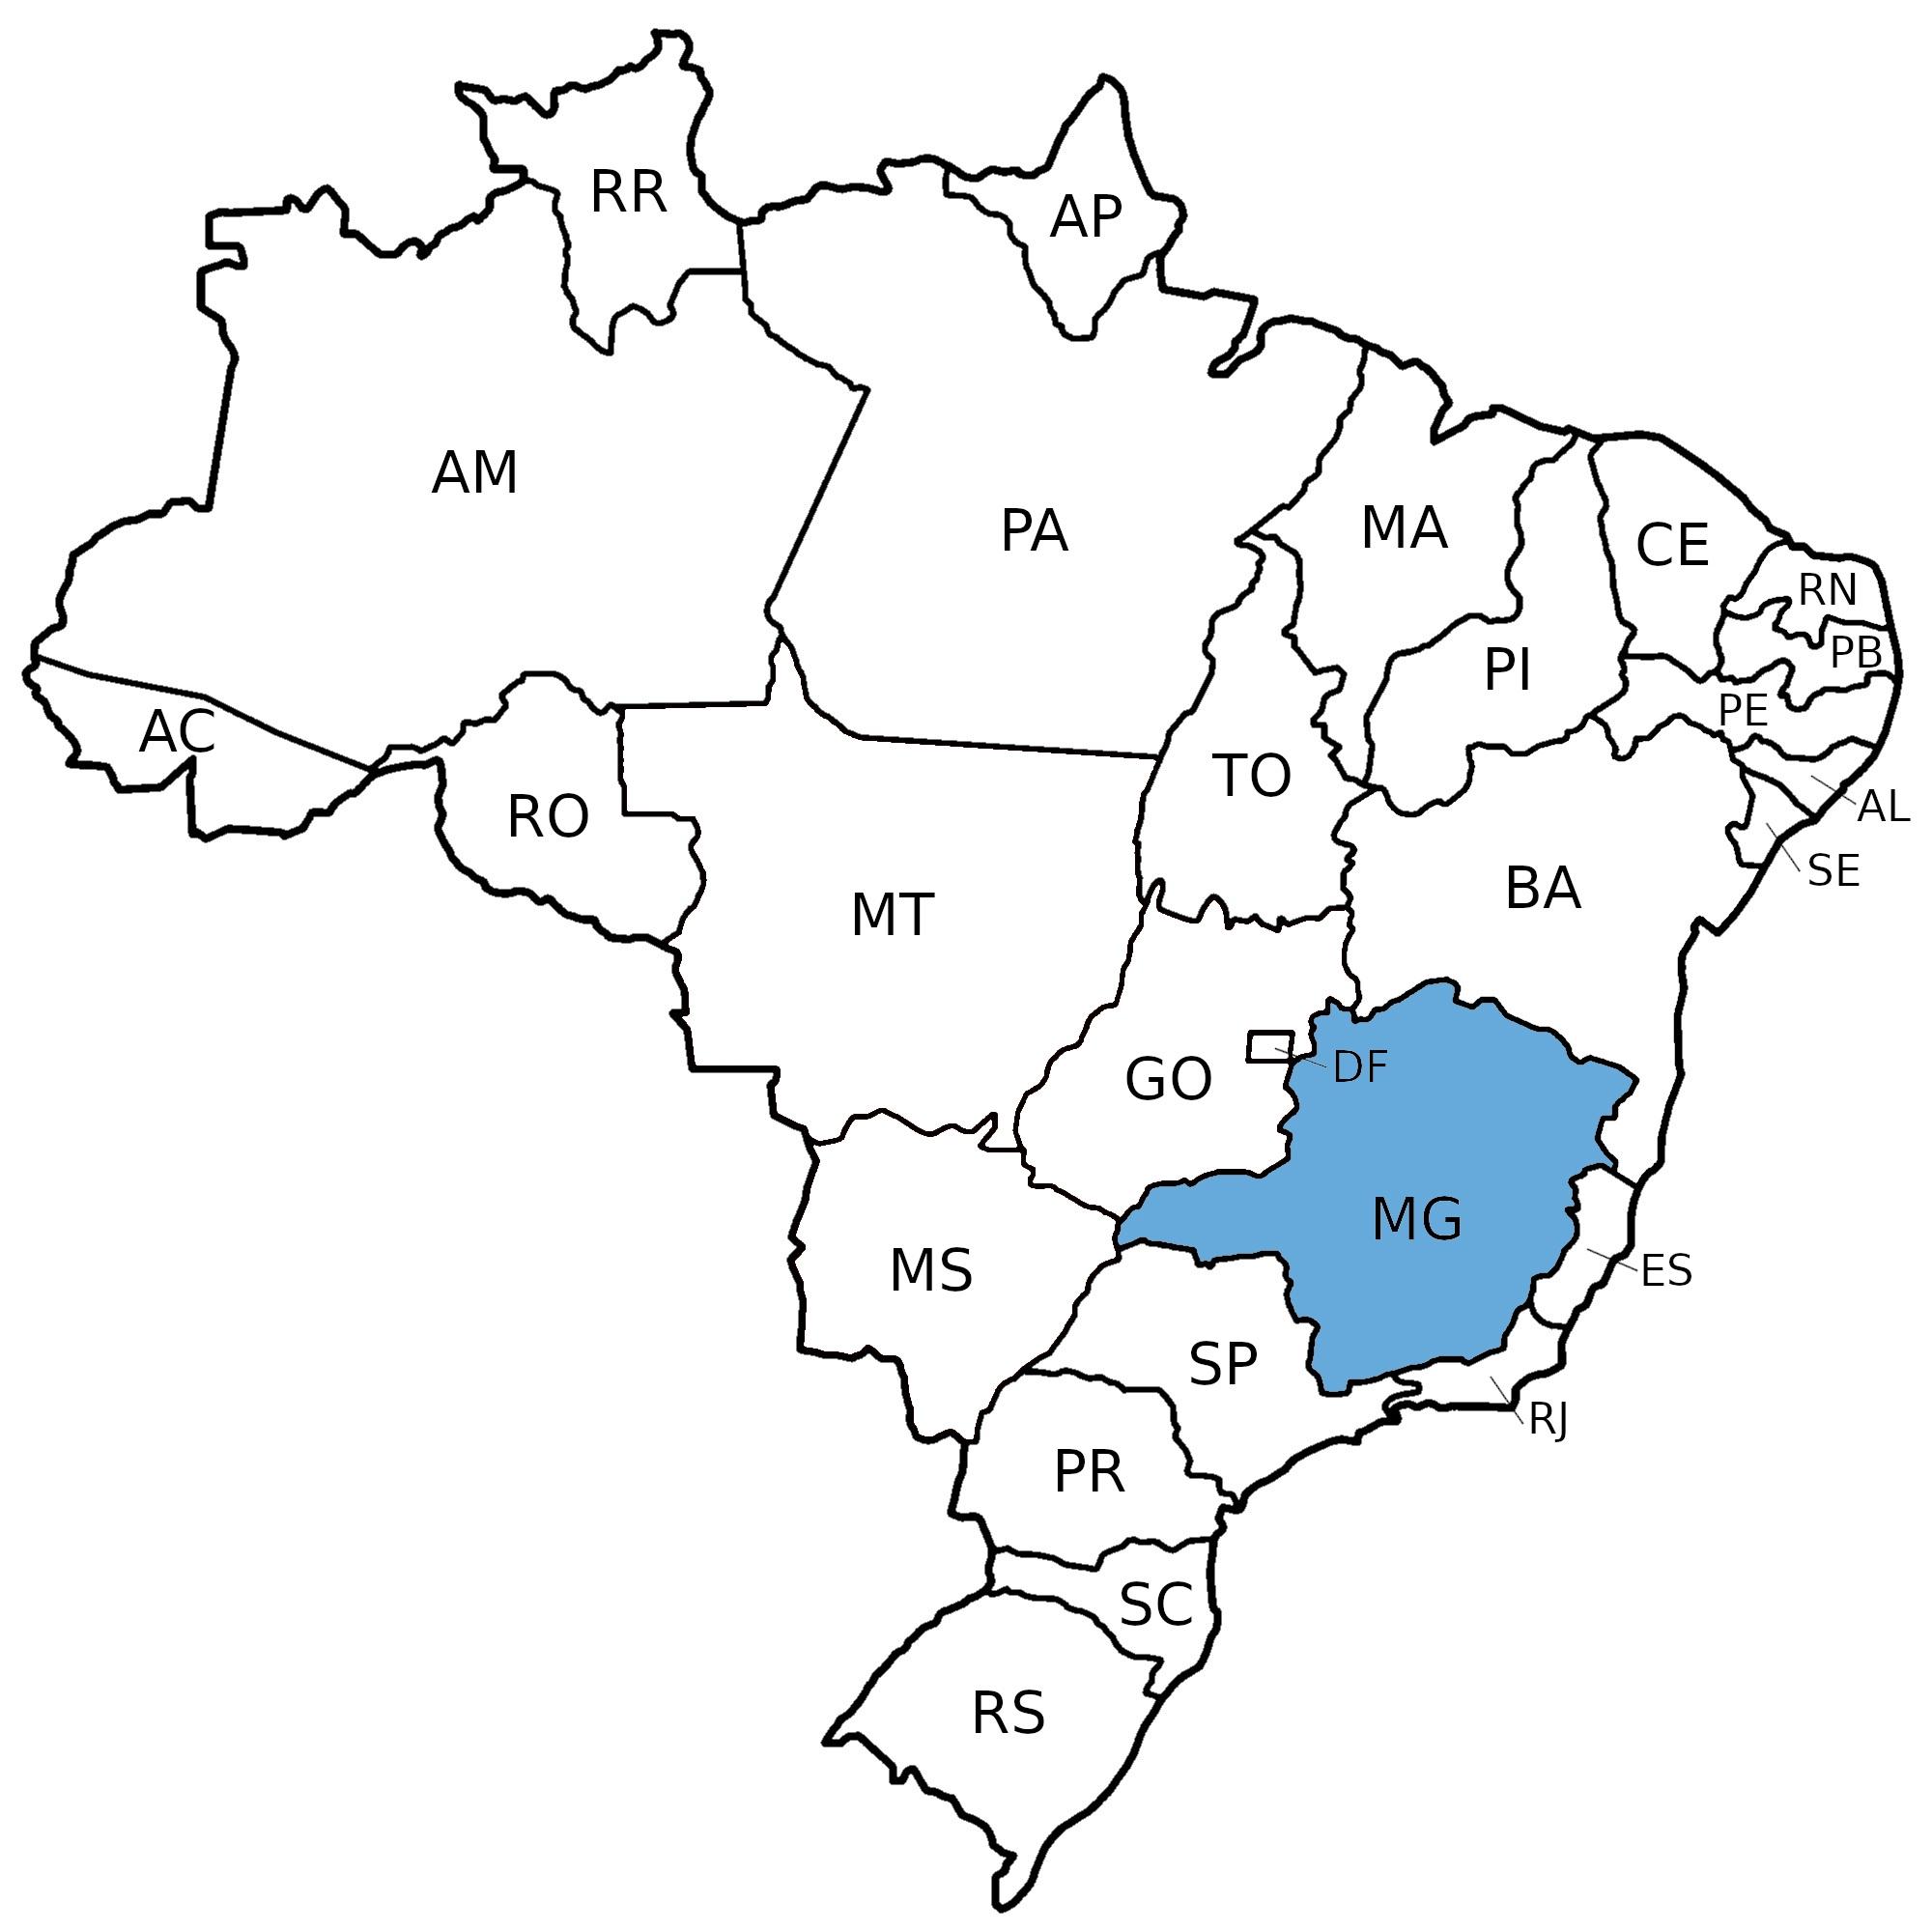 RR
AP
AM
PA
MA
CE
RN
PB
PI
PE
AC
TO
AL
RO
SE
BA
MT
DF
GO
MG
MS
ES
SP
RJ
PR
SC
RS